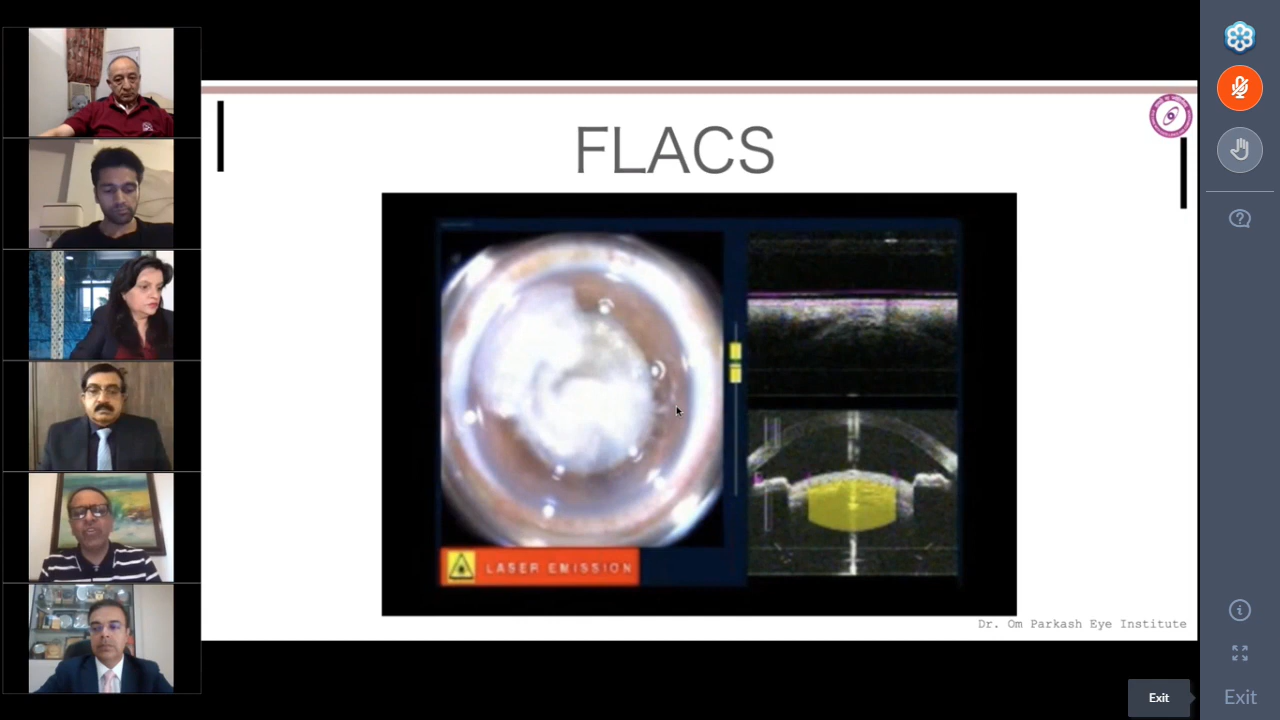 FLACS
LASER EMISSION
Dr. Om Parkash Eye Institute
Exit
Exit